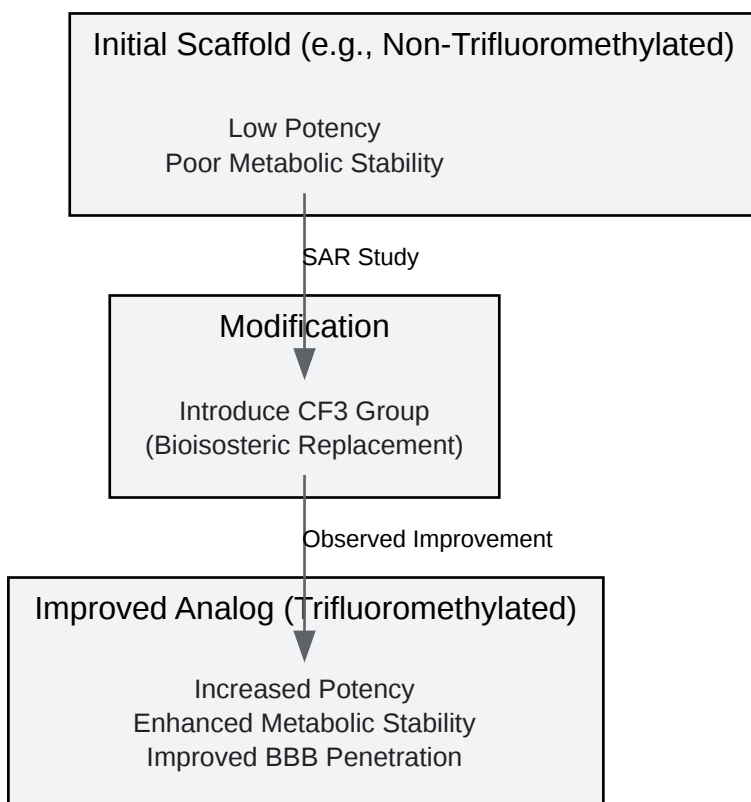 Initial Scaffold (e.g., Non-Trifluoromethylated)
Low Potency
Poor Metabolic Stability
SAR Study
Modification
Introduce CF3 Group
(Bioisosteric Replacement)
Observed Improvement
Improved Analog (Trifluoromethylated)
Increased Potency
Enhanced Metabolic Stability
Improved BBB Penetration